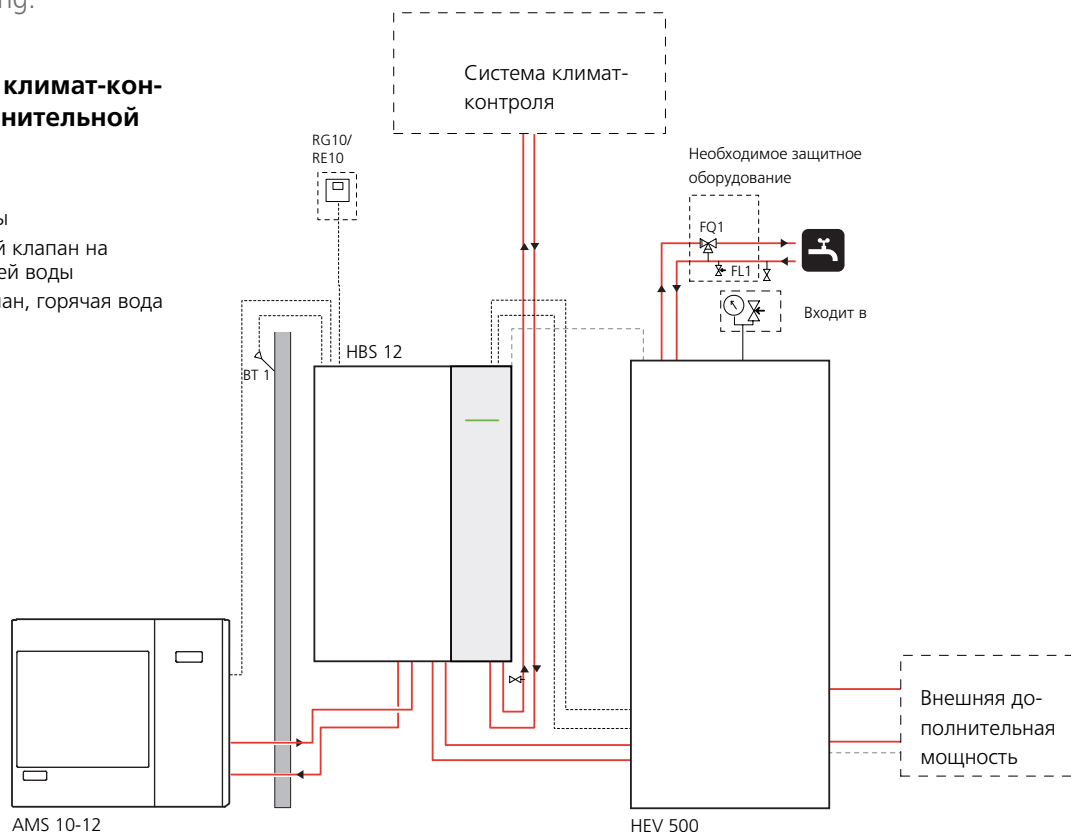 ng.
климат-кон-
нительной
ы
й клапан на
ей воды
ан, горячая вода
Система климат-
контроля
RG10/
RE10
Необходимое защитное
оборудование
FQ1
FL1
Входит в
HBS 12
BT 1
Внешняя до-
полнительная
мощность
AMS 10-12
HEV 500